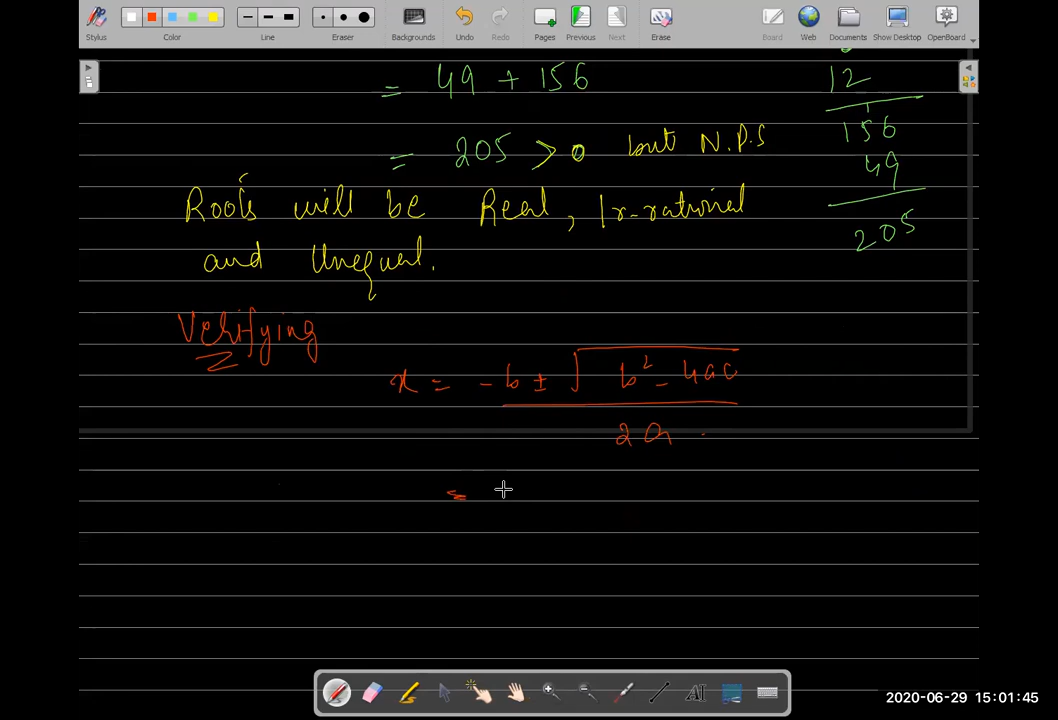 Stylus Color Line Eraser Backgrounds Undo Redo Pages Previous Next Erase Board Web Documents Show Desktop OpenBoard
= 49 + 156
= 205 > 0 but N.P.S
Roots will be Real, Ir-rational
and Unequal.
12
156
49
205
Verifying
x = -b ± √ b² - 4ac
2a
=
AI
2020-06-29 15:01:45